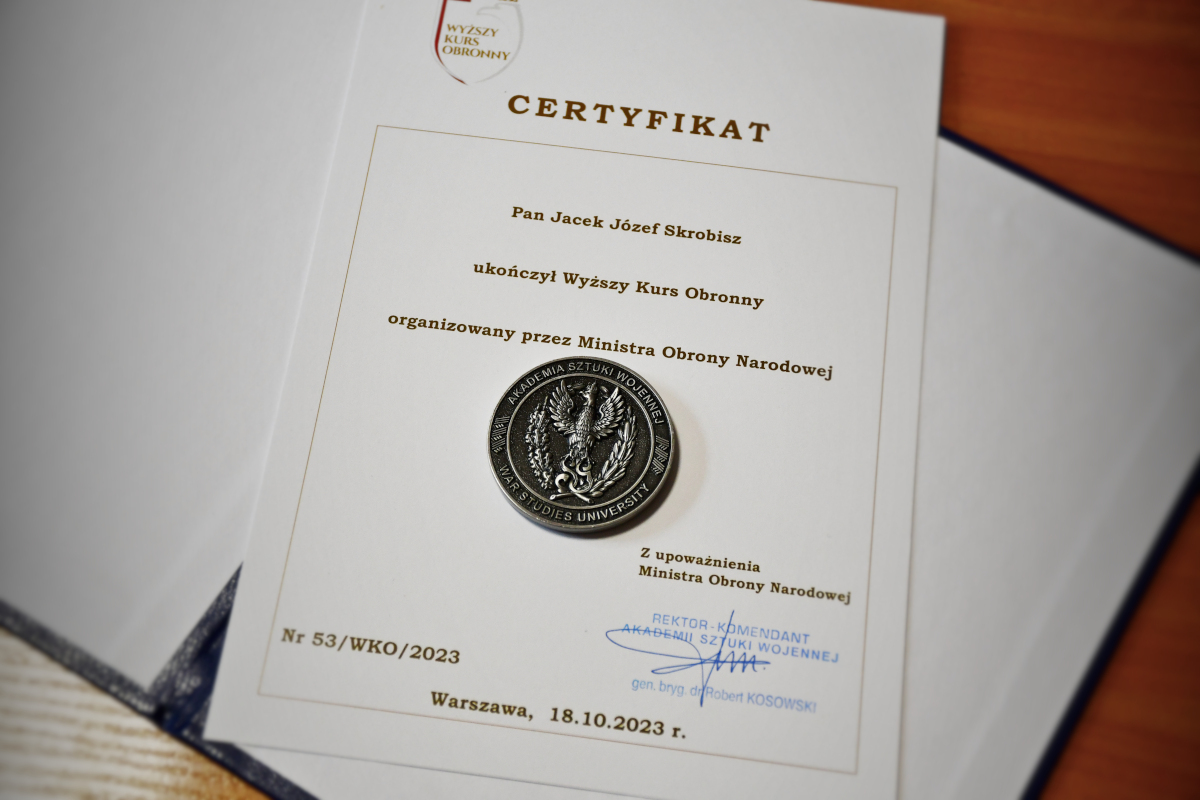 WYŻSZY
KURS
OBRONNY
CERTYFIKAT
Pan Jacek Józef Skrobisz
ukończył Wyższy Kurs Obronny
organizowany przez Ministra Obrony Narodowej
AKADEMIA SZTUKI WOJENNEJ
WAR STUDIES UNIVERSITY
Z upoważnienia
Ministra Obrony Narodowej
REKTOR-KOMENDANT
AKADEMII SZTUKI WOJENNEJ
gen. bryg. dr Robert KOSOWSKI
Nr 53/WKO/2023
Warszawa, 18.10.2023 r.